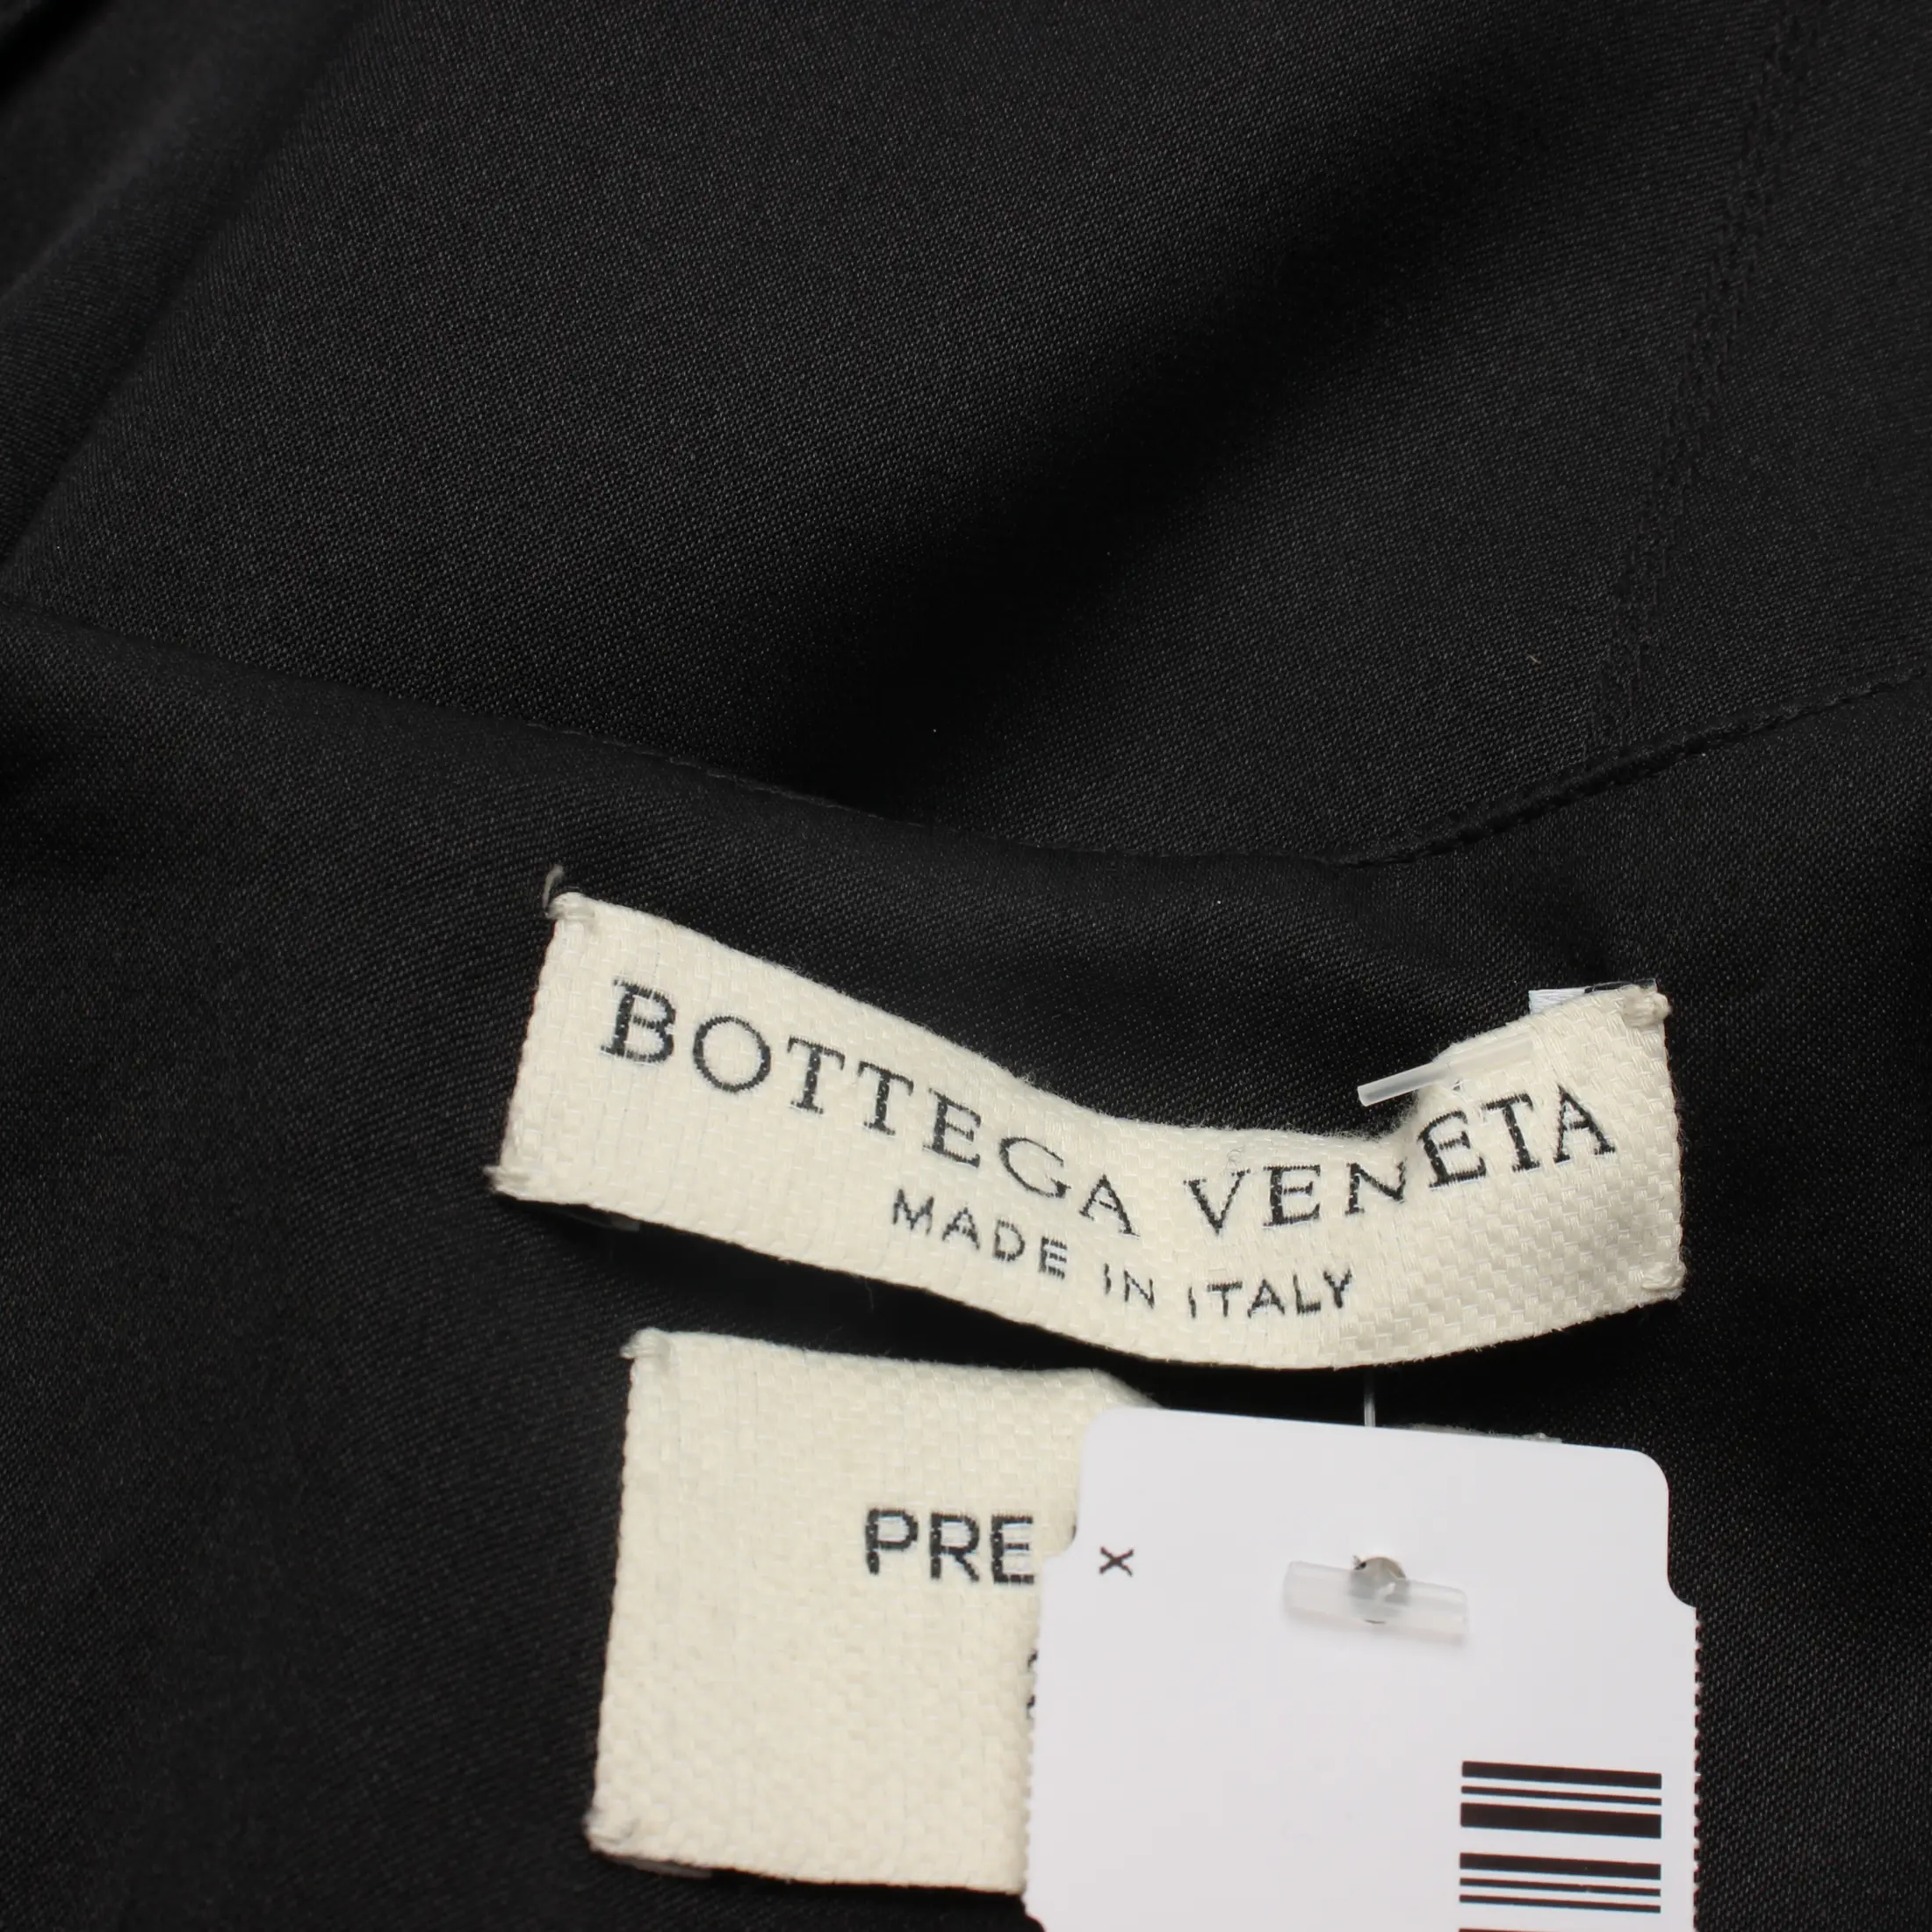 BOTTEGA VENETA
MADE IN ITALY
PRE
X